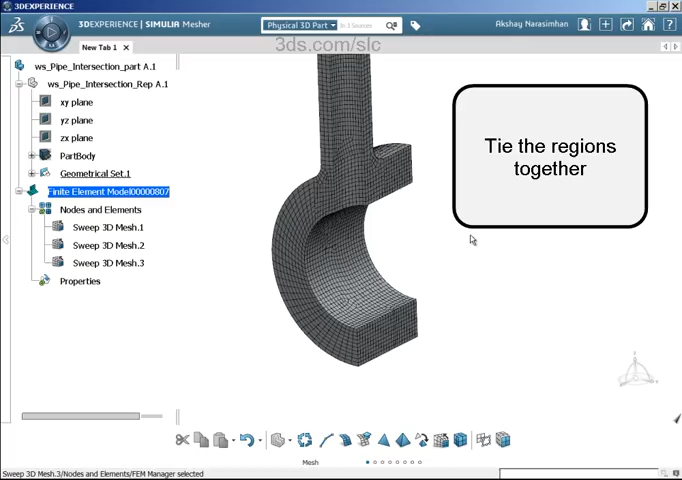 3DEXPERIENCE
3DEXPERIENCE | SIMULIA Mesher
Physical 3D Part
in 3 Sources
Akshay Narasimhan
New Tab 1
3ds.com/slc
ws_Pipe_Intersection_part A.1
ws_Pipe_Intersection_Rep A.1
xy plane
yz plane
zx plane
PartBody
Geometrical Set.1
Finite Element Model00000807
Nodes and Elements
Sweep 3D Mesh.1
Sweep 3D Mesh.2
Sweep 3D Mesh.3
Properties
Tie the regions
together
Mesh
Sweep 3D Mesh.3/Nodes and Elements/FEM Manager selected